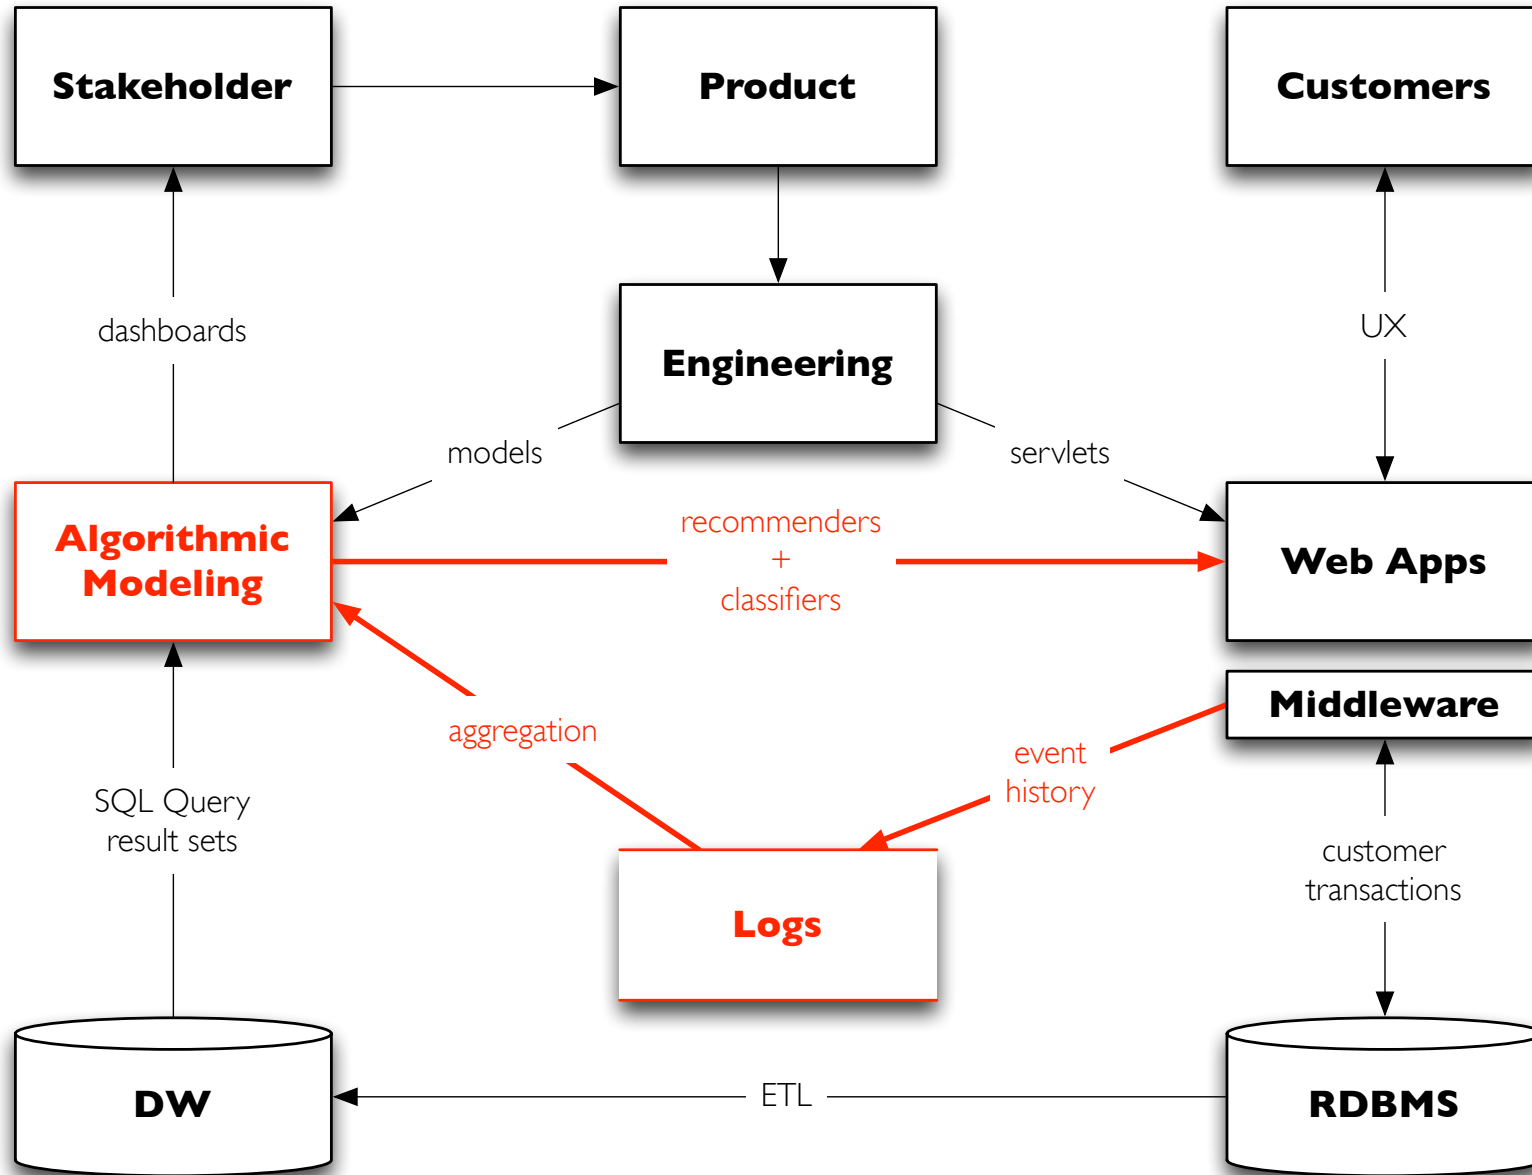 Stakeholder
Product
Customers
dashboards
UX
Engineering
models
servlets
Algorithmic
Modeling
recommenders
+
classifiers
Web Apps
Middleware
aggregation
event
history
SQL Query
result sets
customer
transactions
Logs
DW
ETL
RDBMS